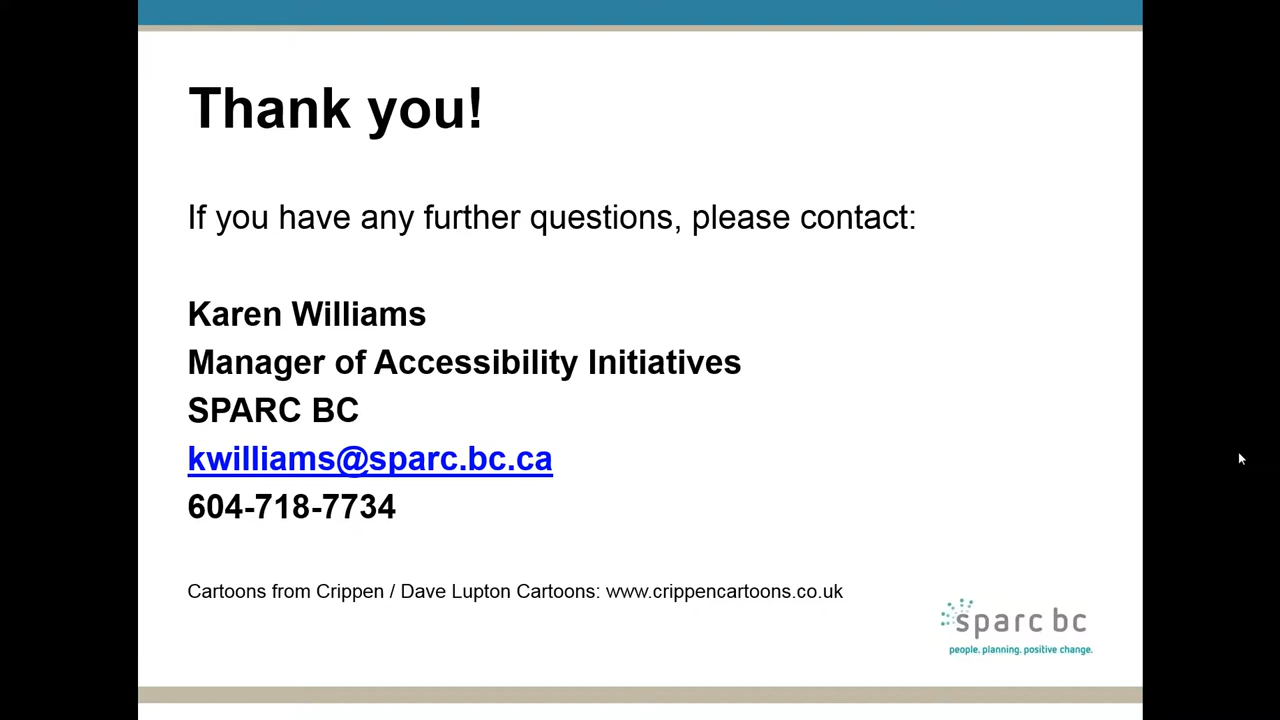 Thank you!
If you have any further questions, please contact:
Karen Williams
Manager of Accessibility Initiatives
SPARC BC
kwilliams@sparc.bc.ca
604-718-7734
Cartoons from Crippen / Dave Lupton Cartoons: www.crippencartoons.co.uk
sparc bc
people. planning. positive change.